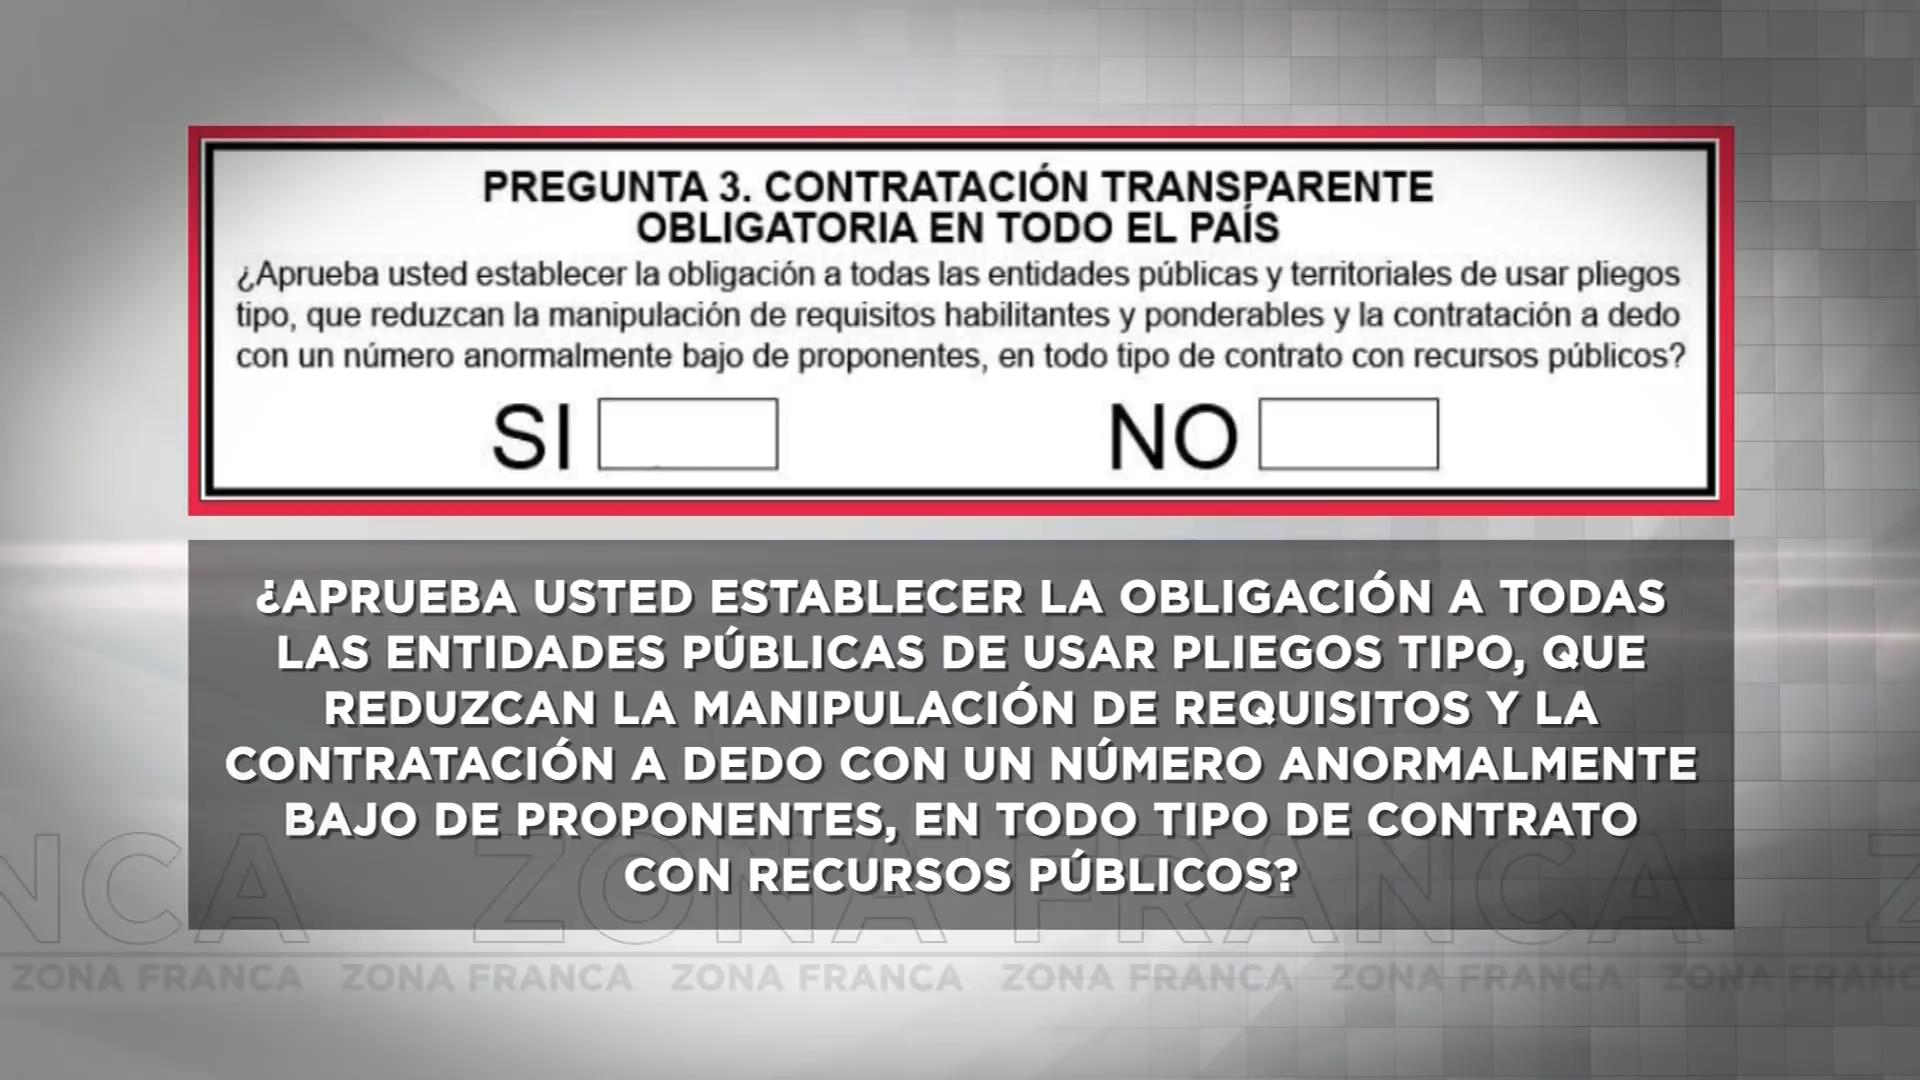 PREGUNTA 3. CONTRATACIÓN TRANSPARENTE
OBLIGATORIA EN TODO EL PAÍS
¿Aprueba usted establecer la obligación a todas las entidades públicas y territoriales de usar pliegos
tipo, que reduzcan la manipulación de requisitos habilitantes y ponderables y la contratación a dedo
con un número anormalmente bajo de proponentes, en todo tipo de contrato con recursos públicos?
SI NO
¿APRUEBA USTED ESTABLECER LA OBLIGACIÓN A TODAS
LAS ENTIDADES PÚBLICAS DE USAR PLIEGOS TIPO, QUE
REDUZCAN LA MANIPULACIÓN DE REQUISITOS Y LA
CONTRATACIÓN A DEDO CON UN NÚMERO ANORMALMENTE
BAJO DE PROPONENTES, EN TODO TIPO DE CONTRATO
CON RECURSOS PÚBLICOS?
NCA ZONA FRANCA Z
ZONA FRANCA ZONA FRANCA ZONA FRANCA ZONA FRANCA ZONA FRANCA ZONA FRANC